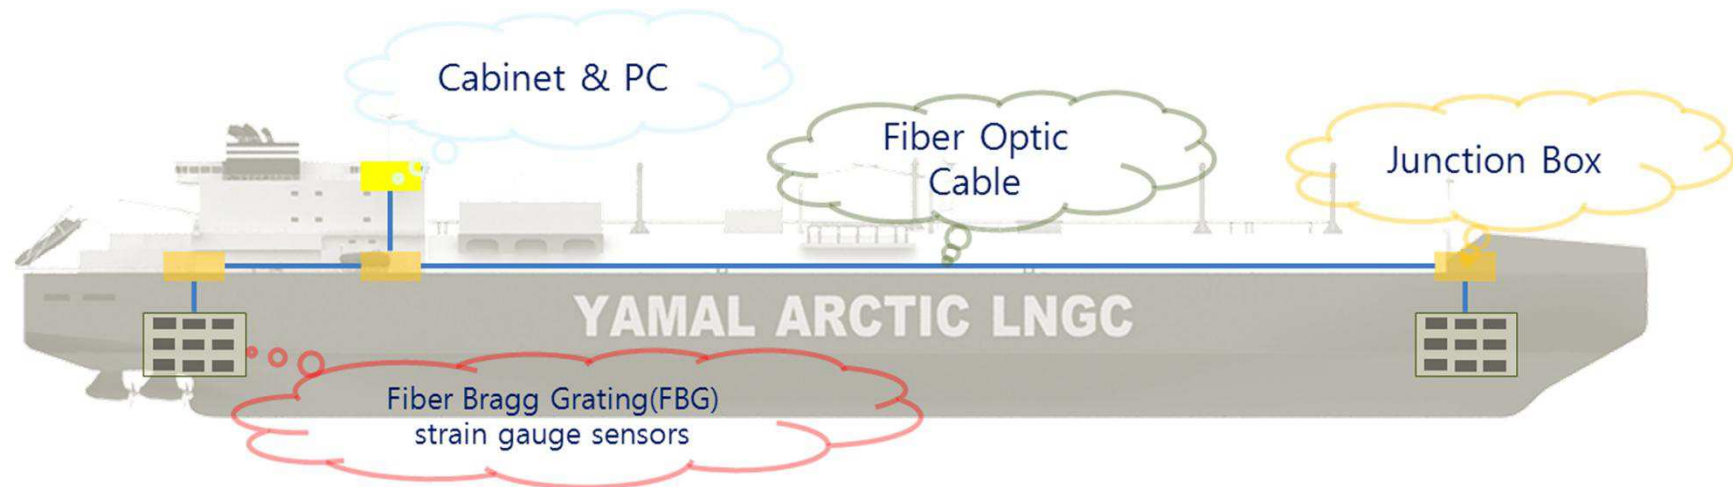 Cabinet & PC
Fiber Optic
Cable
Junction Box
YAMAL ARCTIC LNGC
Fiber Bragg Grating(FBG)
strain gauge sensors